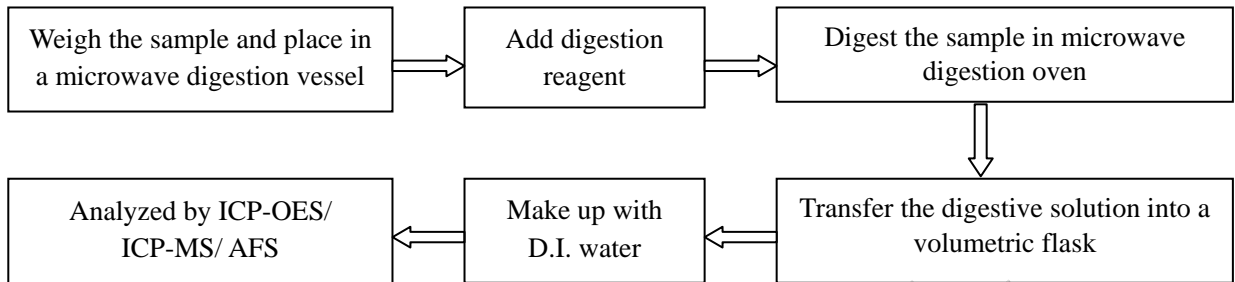 Weigh the sample and place in
a microwave digestion vessel
Add digestion
reagent
Digest the sample in microwave
digestion oven
Transfer the digestive solution into a
volumetric flask
Make up with
D.I. water
Analyzed by ICP-OES/
ICP-MS/ AFS